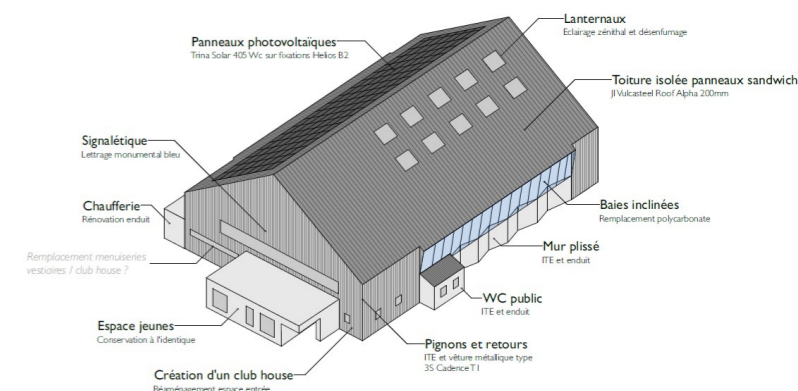 Lanternaux
Eclairage zénithal et désenfumage
Panneaux photovoltaïques
Trina Solar 405 Wc sur fixations Helios B2
Toiture isolée panneaux sandwich
JI Vulcasteel Roof Alpha 200mm
Signalétique
Lettrage monumental bleu
Chaufferie
Rénovation enduit
Baies inclinées
Remplacement polycarbonate
Remplacement menuiseries
vestiaires / club house ?
Mur plissé
ITE et enduit
WC public
ITE et enduit
Espace jeunes
Conservation à l'identique
Pignons et retours
ITE et vêture métallique type
3S Cadence T1
Création d'un club house
Réaménagement espace entrée